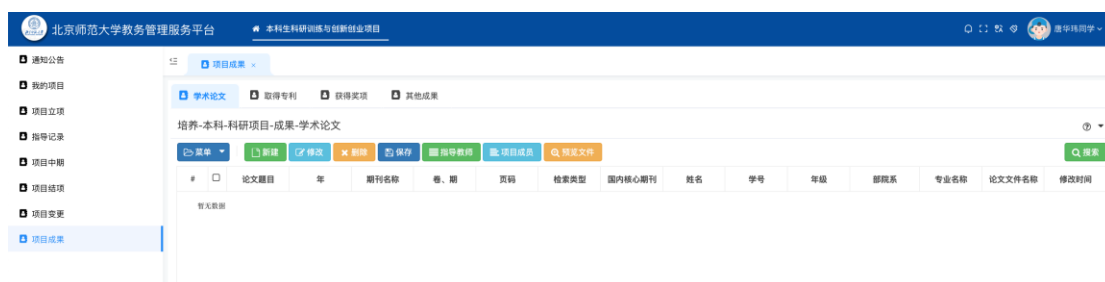 北京师范大学教务管理服务平台 本科生科研训练与创新创业项目 唐华玮同学
通知公告
我的项目
项目立项
指导记录
项目中期
项目结项
项目变更
项目成果
项目成果 ×
学术论文 取得专利 获得奖项 其他成果
培养-本科-科研项目-成果-学术论文
菜单 新建 修改 删除 保存 指导教师 项目成员 预览文件 搜索
# 论文题目 年 期刊名称 卷、期 页码 检索类型 国内核心期刊 姓名 学号 年级 部院系 专业名称 论文文件名称 修改时间
暂无数据